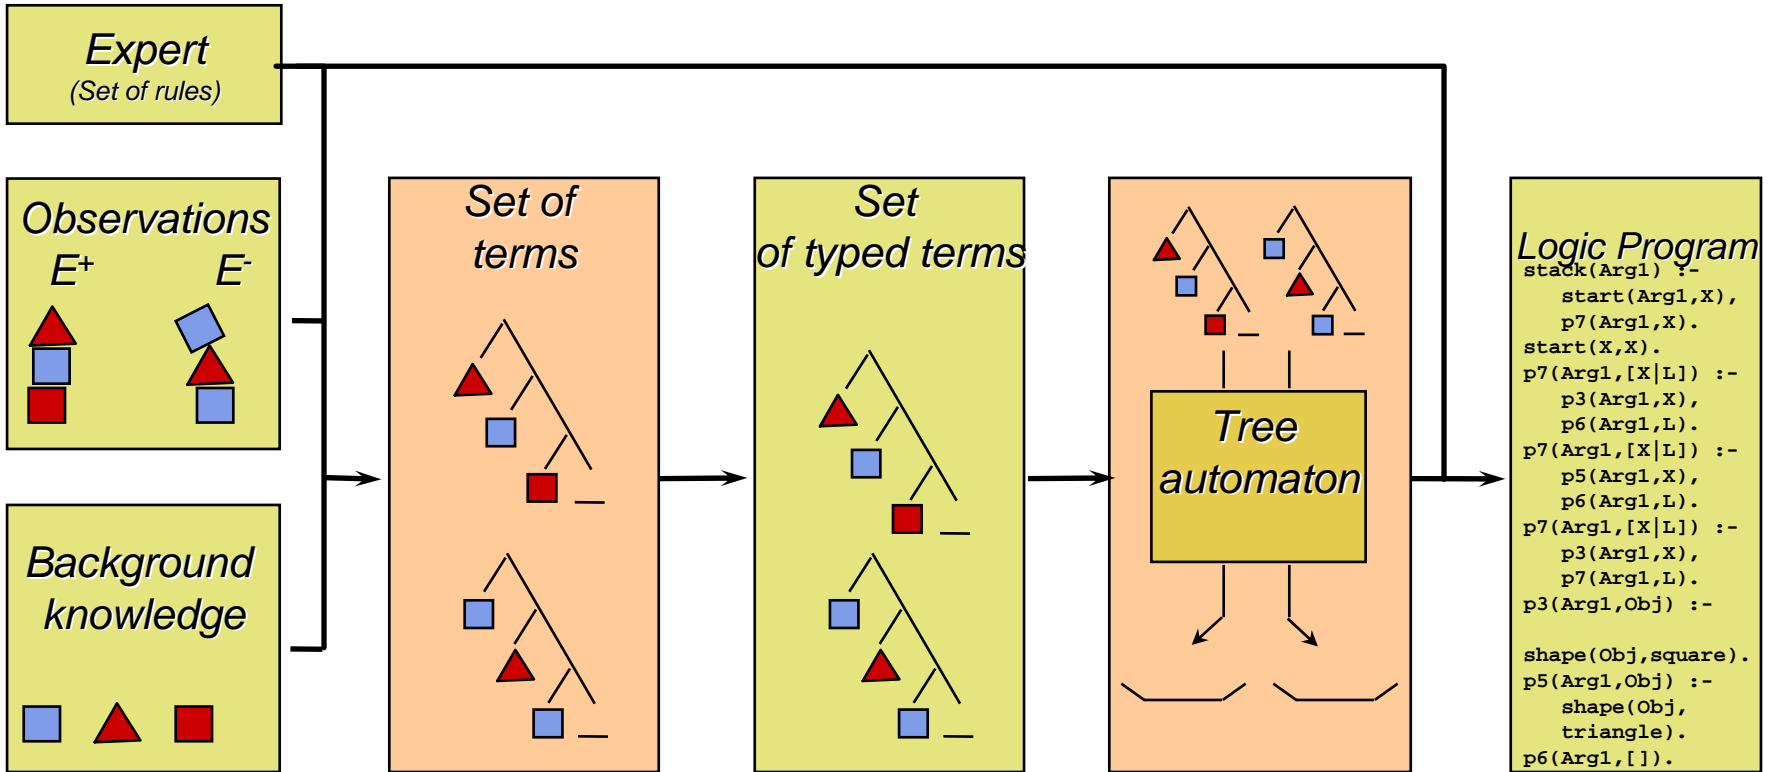 Expert
(Set of rules)
Observations
E+ E-
Background
knowledge
Set of
terms
Set
of typed terms
Tree
automaton
Logic Program
stack(Arg1) :-
start(Arg1,X),
p7(Arg1,X).
start(X,X).
p7(Arg1,[X|L]) :-
p3(Arg1,X),
p6(Arg1,L).
p7(Arg1,[X|L]) :-
p5(Arg1,X),
p6(Arg1,L).
p7(Arg1,[X|L]) :-
p3(Arg1,X),
p7(Arg1,L).
p3(Arg1,Obj) :-
shape(Obj,square).
p5(Arg1,Obj) :-
shape(Obj,
triangle).
p6(Arg1,[]).